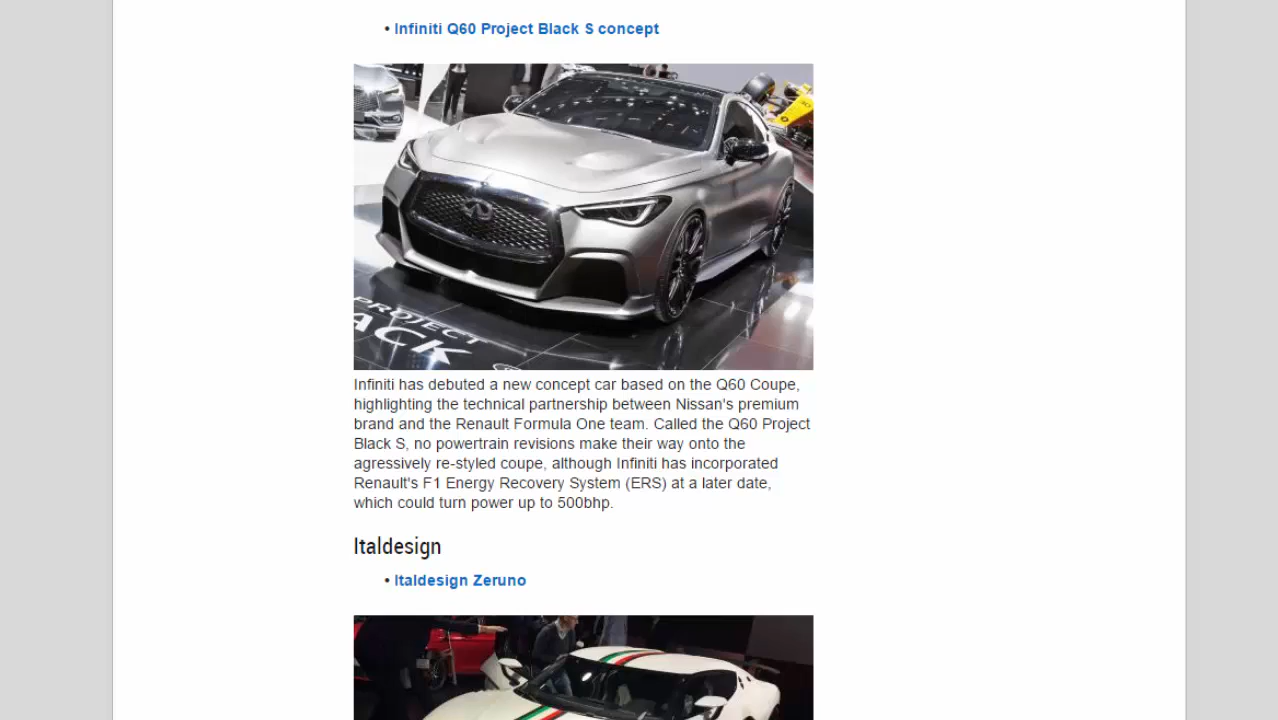 • Infiniti Q60 Project Black S concept
PROJECT
ACK
Infiniti has debuted a new concept car based on the Q60 Coupe,
highlighting the technical partnership between Nissan's premium
brand and the Renault Formula One team. Called the Q60 Project
Black S, no powertrain revisions make their way onto the
agressively re-styled coupe, although Infiniti has incorporated
Renault's F1 Energy Recovery System (ERS) at a later date,
which could turn power up to 500bhp.
Italdesign
• Italdesign Zeruno